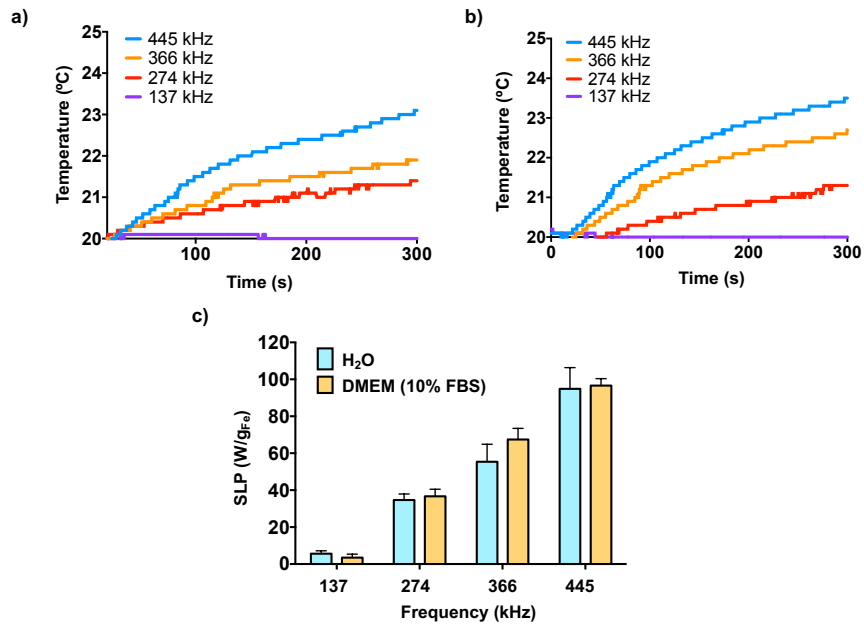 a)
25
24
23
22
21
20
Temperature (ºC)
445 kHz
366 kHz
274 kHz
137 kHz
100
200
300
Time (s)
b)
25
24
23
22
21
20
Temperature (ºC)
445 kHz
366 kHz
274 kHz
137 kHz
0
100
200
300
Time (s)
c)
120
100
80
60
40
20
0
SLP (W/gFe)
H₂O
DMEM (10% FBS)
137
274
366
445
Frequency (kHz)